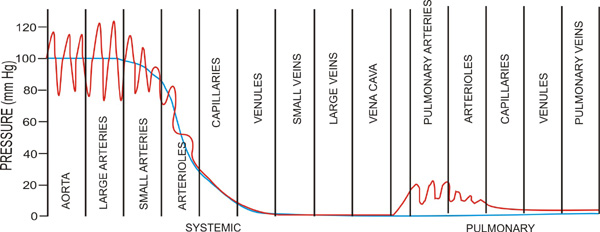 PRESSURE (mm Hg)
120
100
80
60
40
20
0
AORTA
LARGE ARTERIES
SMALL ARTERIES
ARTERIOLES
CAPILLARIES
VENULES
SMALL VEINS
LARGE VEINS
VENA CAVA
PULMONARY ARTERIES
ARTERIOLES
CAPILLARIES
VENULES
PULMONARY VEINS
SYSTEMIC
PULMONARY